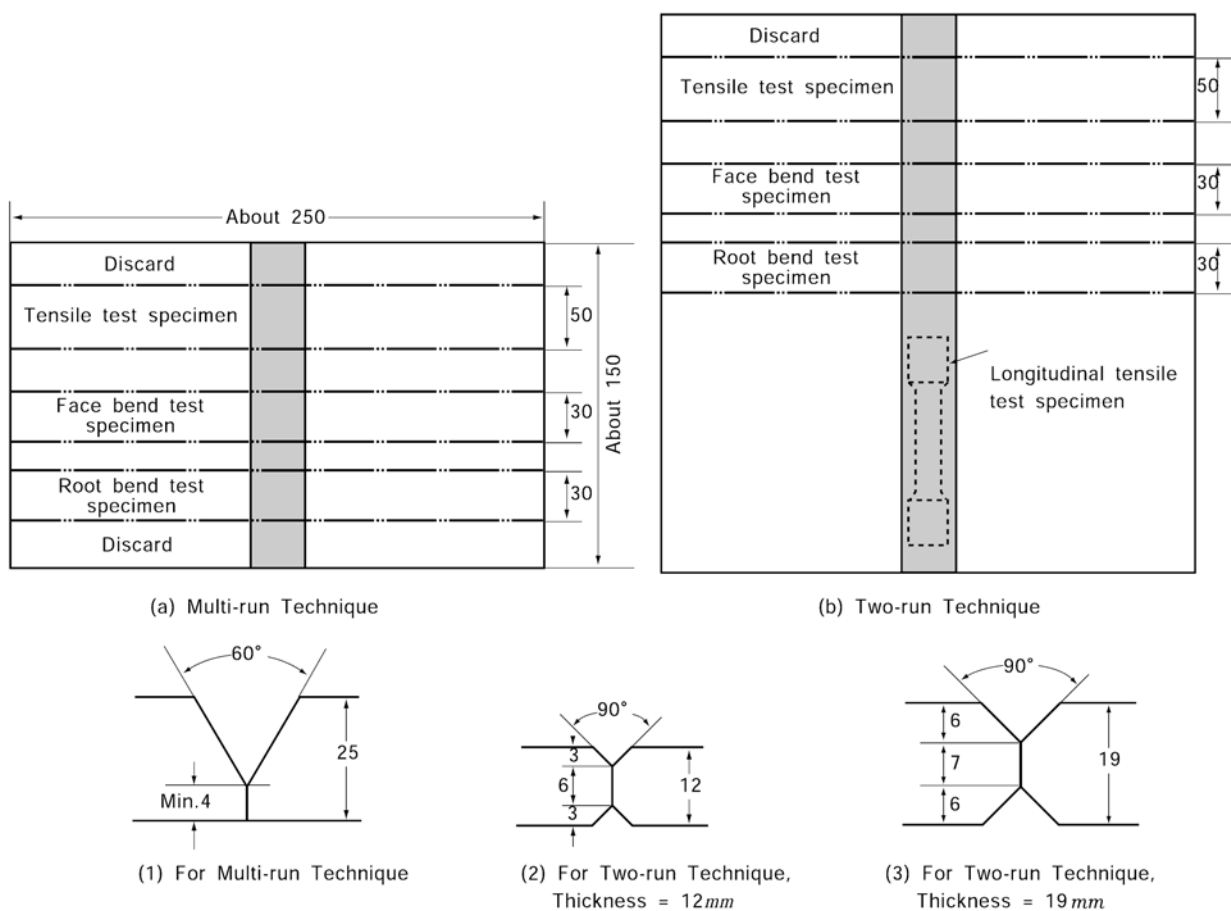 About 250
Discard
Tensile test specimen
50
Face bend test
specimen
30
Root bend test
specimen
30
Discard
About 150
(a) Multi-run Technique
Discard
Tensile test specimen
50
Face bend test
specimen
30
Root bend test
specimen
30
Longitudinal tensile
test specimen
(b) Two-run Technique
60°
25
Min.4
(1) For Multi-run Technique
90°
3
6
3
12
(2) For Two-run Technique,
Thickness = 12mm
90°
6
7
6
19
(3) For Two-run Technique,
Thickness = 19mm